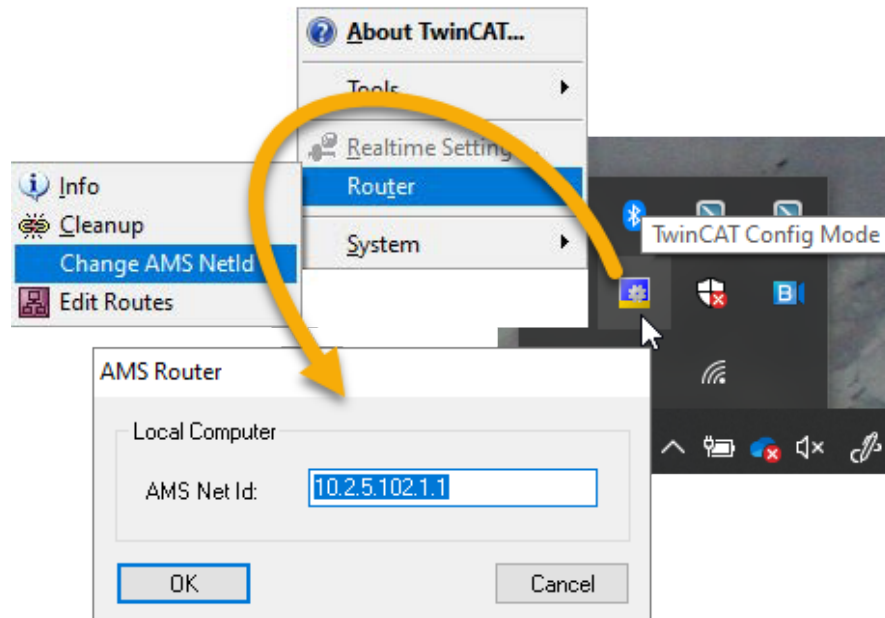 About TwinCAT...
Tools
Realtime Setting
Router
System
Info
Cleanup
Change AMS NetId
Edit Routes
TwinCAT Config Mode
B
AMS Router
Local Computer
AMS Net Id:
10.2.5.102.1.1
OK
Cancel